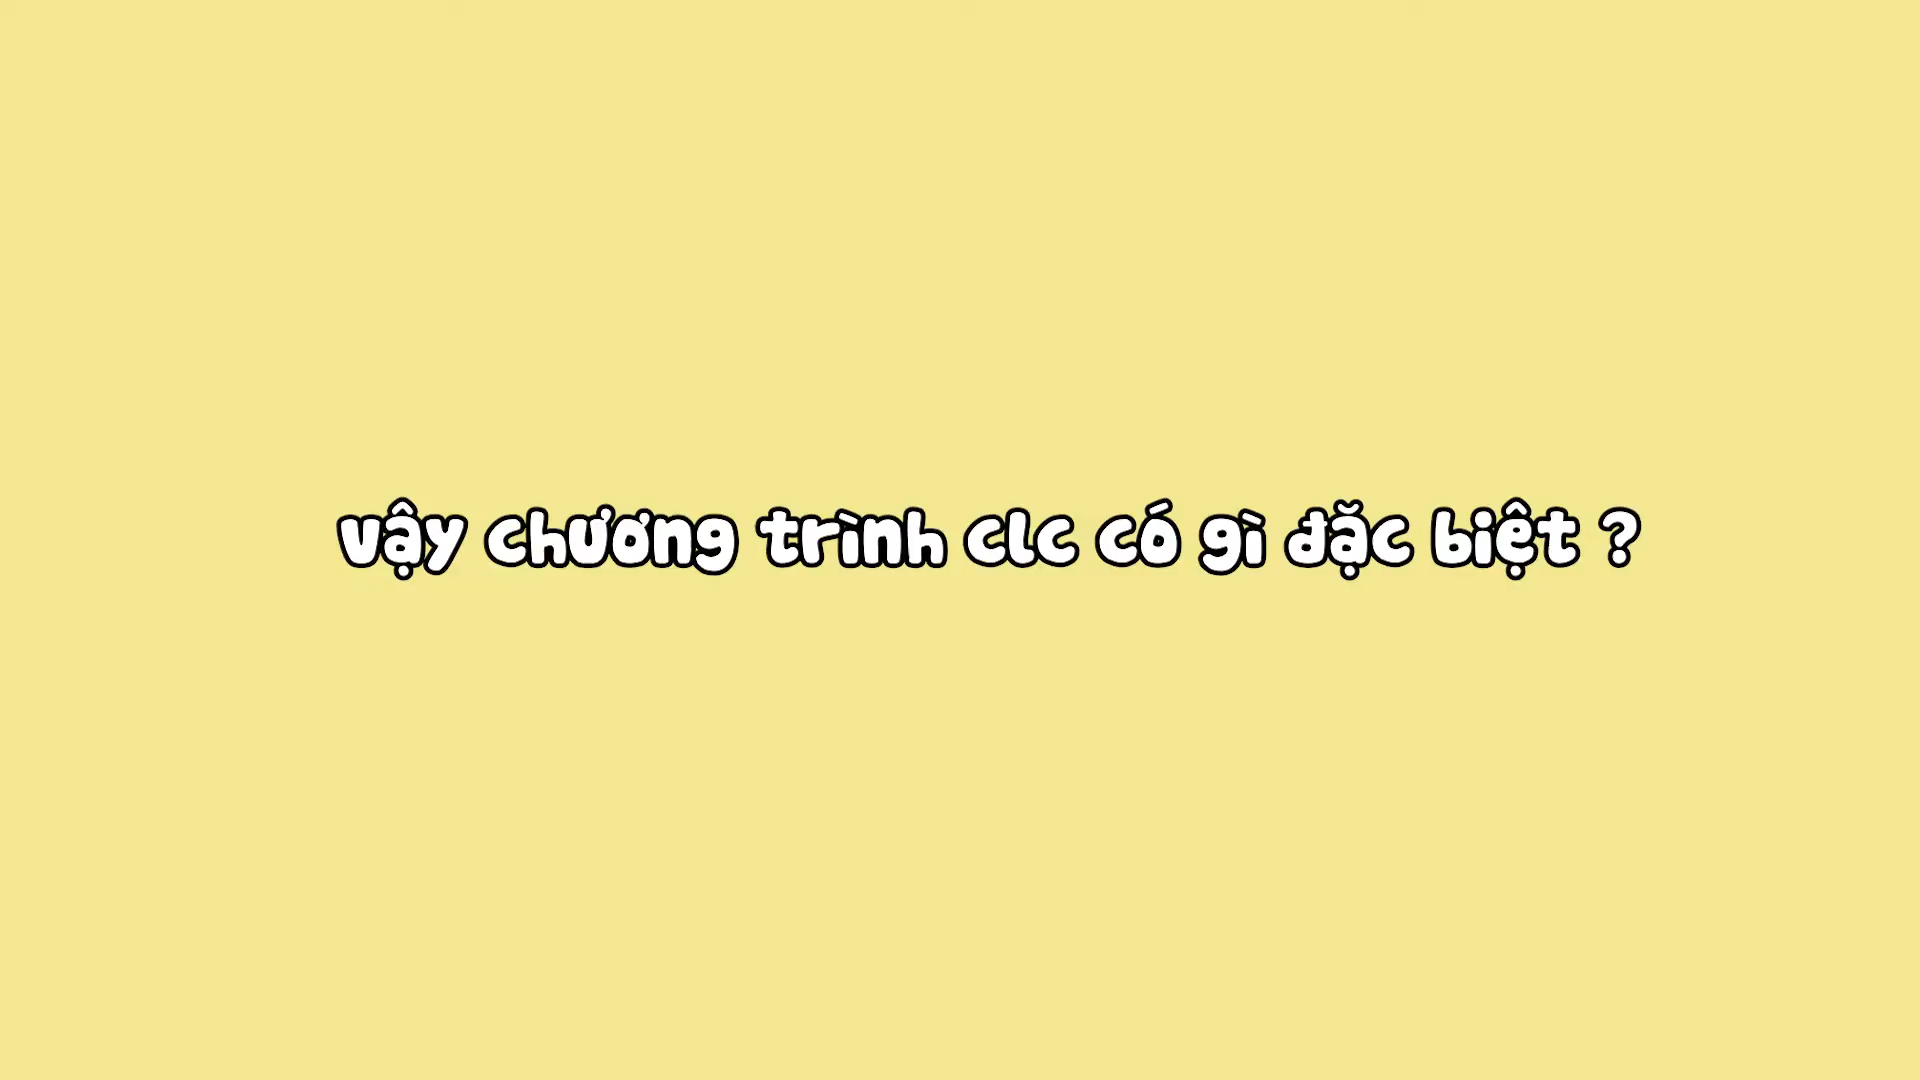 vậy chương trình clc có gì đặc biệt ?